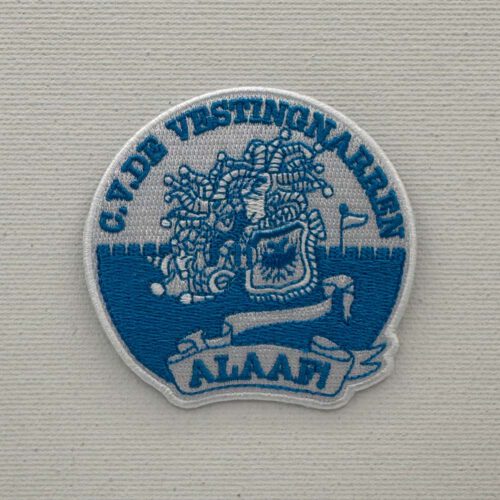 C.V. DE VESTINGNARREN
ALAAF!